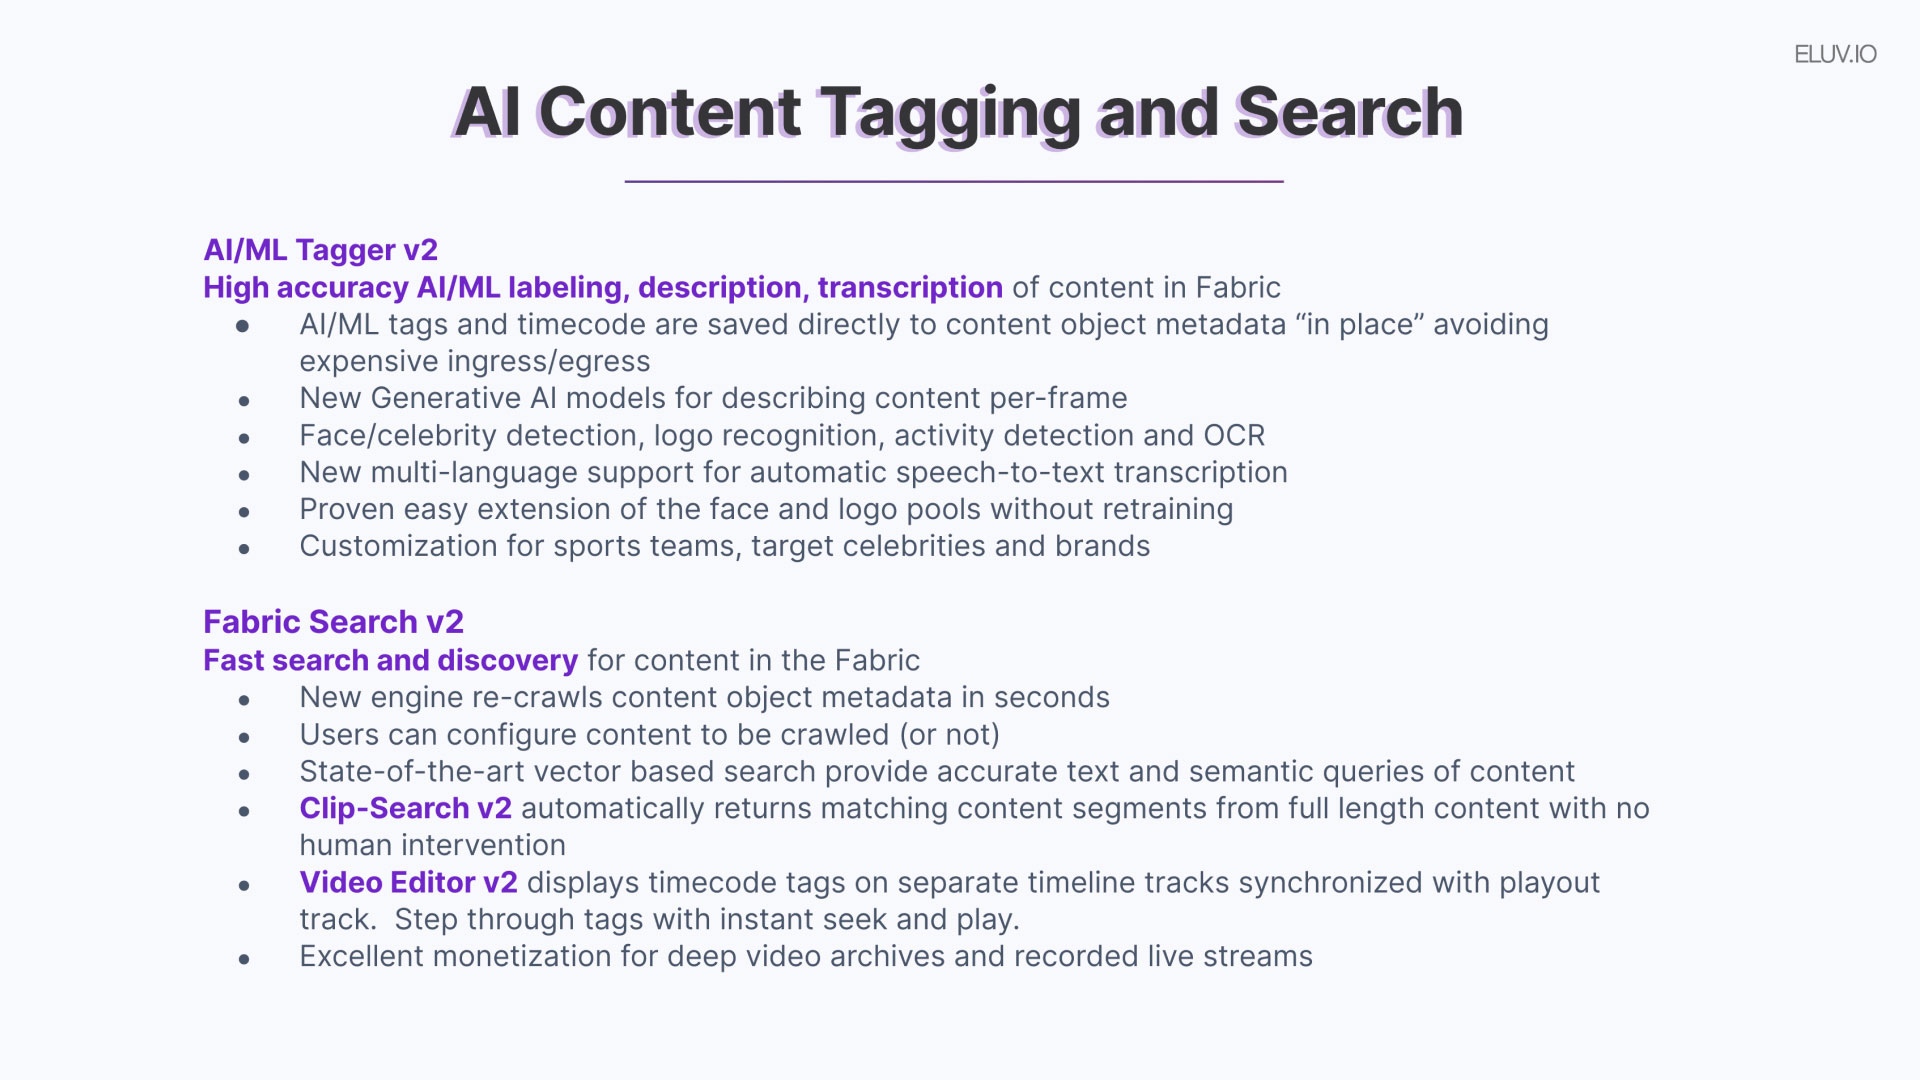 ELUV.IO
AI Content Tagging and Search
AI/ML Tagger v2
High accuracy AI/ML labeling, description, transcription of content in Fabric
● AI/ML tags and timecode are saved directly to content object metadata “in place” avoiding
expensive ingress/egress
● New Generative AI models for describing content per-frame
● Face/celebrity detection, logo recognition, activity detection and OCR
● New multi-language support for automatic speech-to-text transcription
● Proven easy extension of the face and logo pools without retraining
● Customization for sports teams, target celebrities and brands
Fabric Search v2
Fast search and discovery for content in the Fabric
● New engine re-crawls content object metadata in seconds
● Users can configure content to be crawled (or not)
● State-of-the-art vector based search provide accurate text and semantic queries of content
● Clip-Search v2 automatically returns matching content segments from full length content with no
human intervention
● Video Editor v2 displays timecode tags on separate timeline tracks synchronized with playout
track.  Step through tags with instant seek and play.
● Excellent monetization for deep video archives and recorded live streams